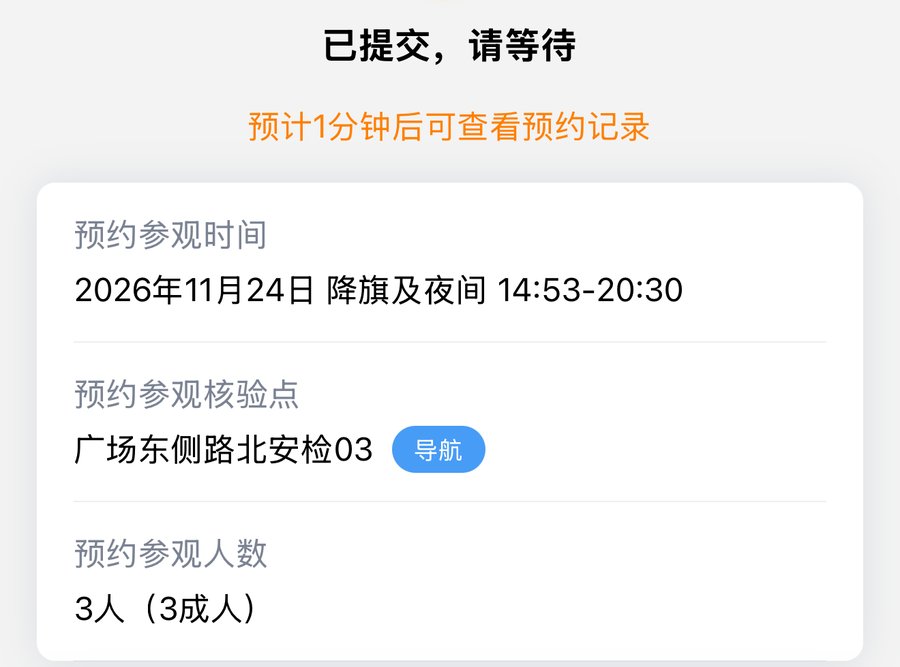 已提交，请等待
预计1分钟后可查看预约记录
预约参观时间
2026年11月24日 降旗及夜间 14:53-20:30
预约参观核验点
广场东侧路北安检03 导航
预约参观人数
3人（3成人）